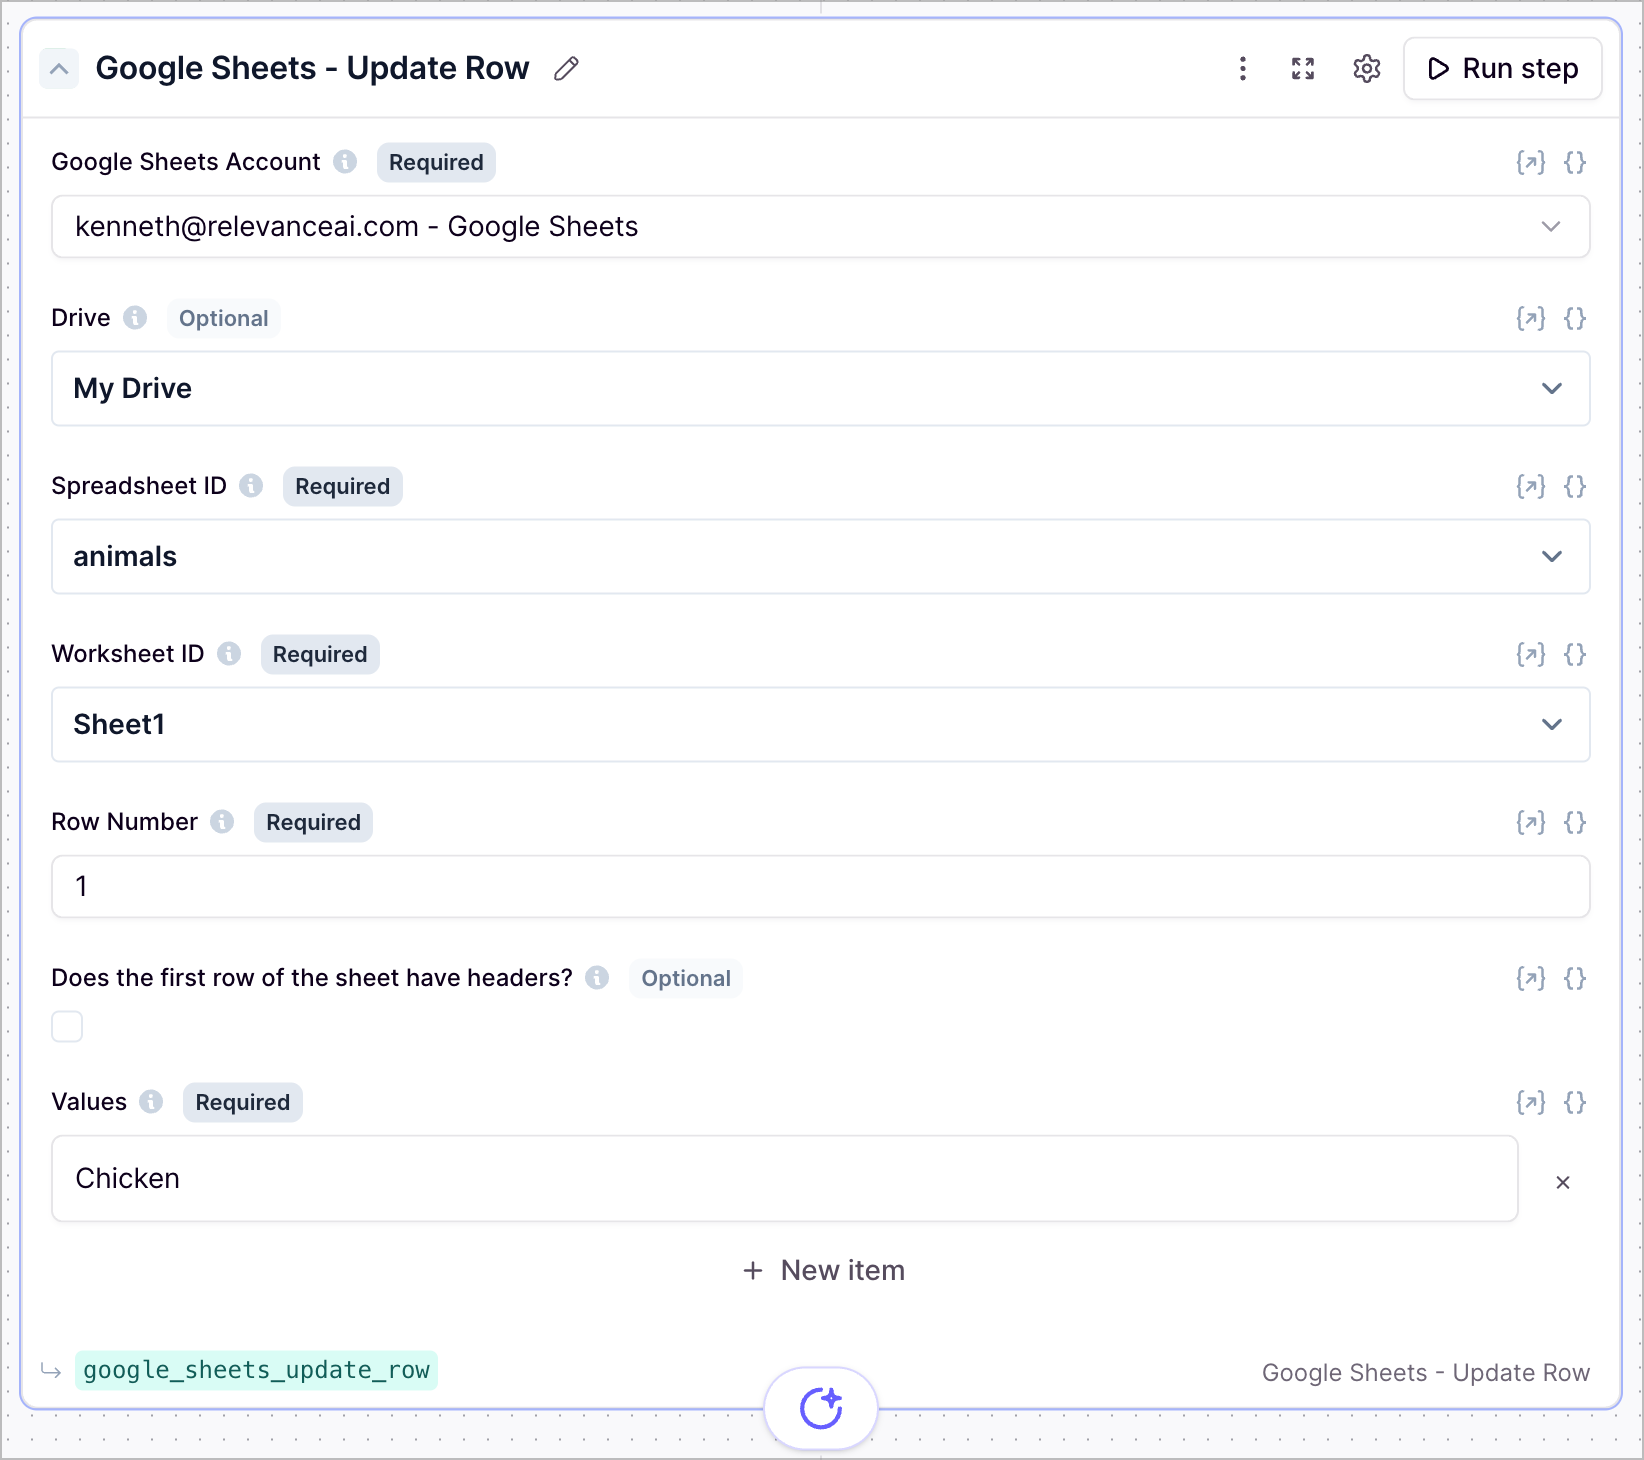 Google Sheets - Update Row
Run step
Google Sheets Account Required
kenneth@relevanceai.com - Google Sheets
Drive Optional
My Drive
Spreadsheet ID Required
animals
Worksheet ID Required
Sheet1
Row Number Required
1
Does the first row of the sheet have headers? Optional
Values Required
Chicken
+ New item
google_sheets_update_row
Google Sheets - Update Row